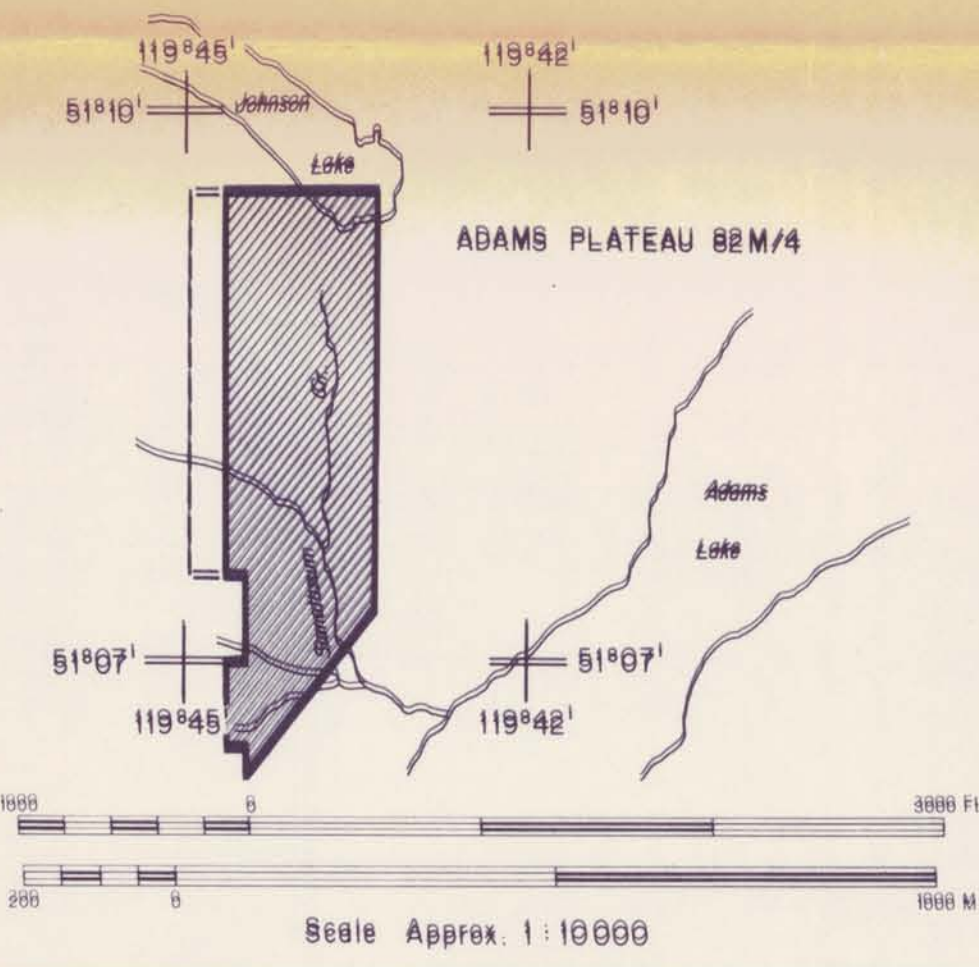 119°45' 119°42'
51°10' Johnson 51°10'
Lake
ADAMS PLATEAU 82M/4
Cr.
Adams
Lake
Sinmax
51°07' 51°07'
119°45' 119°42'
1000 0 3000 Ft
200 0 1000 M
Scale Approx. 1:10000